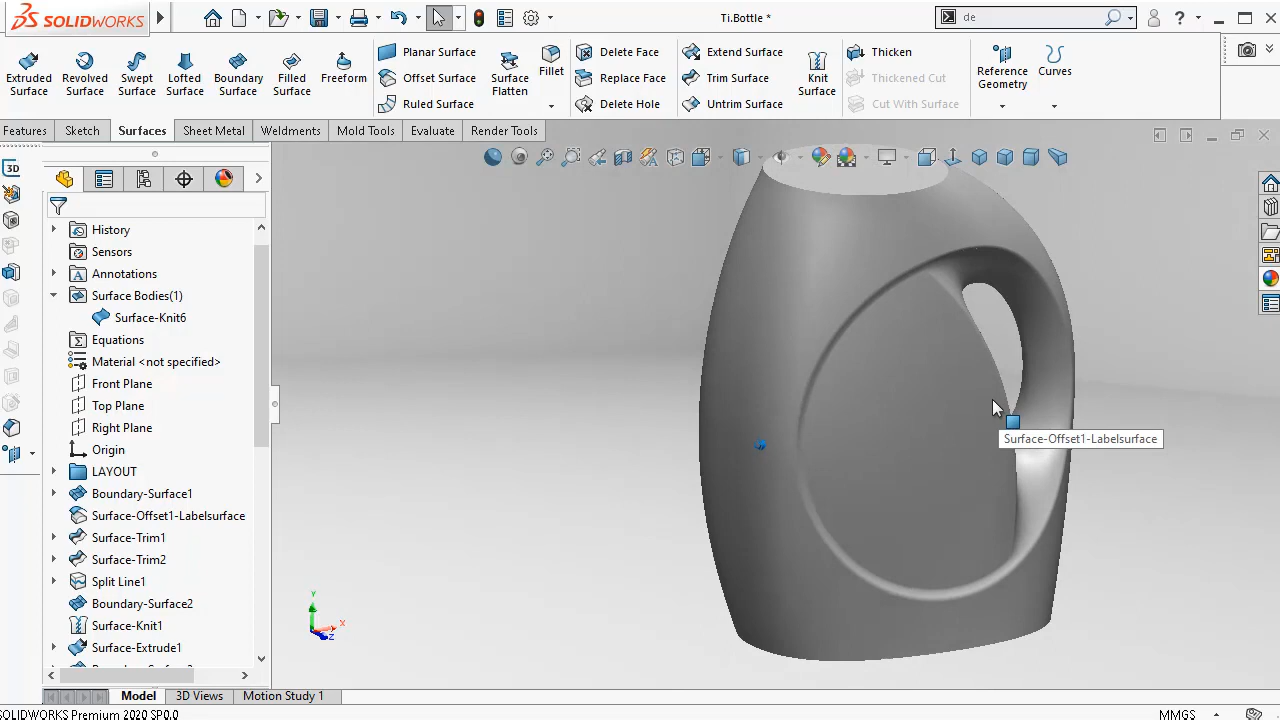 SOLIDWORKS
Ti.Bottle *
de
Extruded Surface
Revolved Surface
Swept Surface
Lofted Surface
Boundary Surface
Filled Surface
Freeform
Planar Surface
Offset Surface
Ruled Surface
Surface Flatten
Fillet
Delete Face
Replace Face
Delete Hole
Extend Surface
Trim Surface
Untrim Surface
Knit Surface
Thicken
Thickened Cut
Cut With Surface
Reference Geometry
Curves
Features
Sketch
Surfaces
Sheet Metal
Weldments
Mold Tools
Evaluate
Render Tools
3D
History
Sensors
Annotations
Surface Bodies(1)
Surface-Knit6
Equations
Material <not specified>
Front Plane
Top Plane
Right Plane
Origin
LAYOUT
Boundary-Surface1
Surface-Offset1-Labelsurface
Surface-Trim1
Surface-Trim2
Split Line1
Boundary-Surface2
Surface-Knit1
Surface-Extrude1
Surface-Offset1-Labelsurface
Y
X
Z
Model
3D Views
Motion Study 1
SOLIDWORKS Premium 2020 SP0.0
MMGS